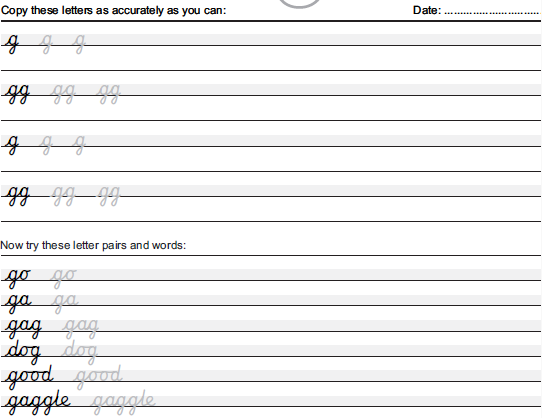 Copy these letters as accurately as you can: Date: ................................
g g g
gg gg gg
g g g
gg gg gg
Now try these letter pairs and words:
go go
ga ga
gag gag
dog dog
good good
gaggle gaggle